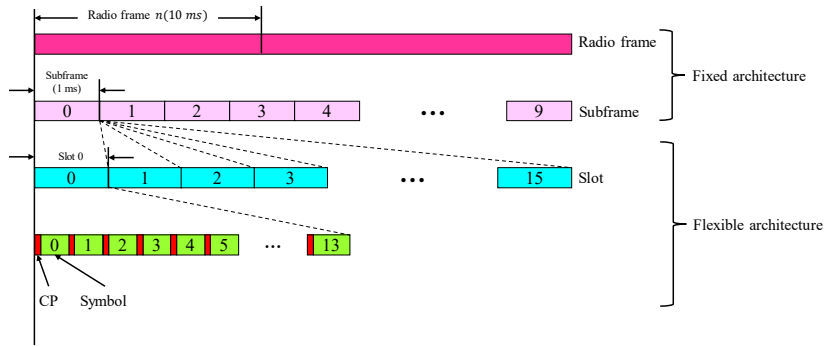 Radio frame n(10 ms)
Radio frame
Subframe
(1 ms)
Fixed architecture
0 1 2 3 4 ••• 9 Subframe
Slot 0
0 1 2 3 ••• 15 Slot
Flexible architecture
0 1 2 3 4 5 ••• 13
CP Symbol